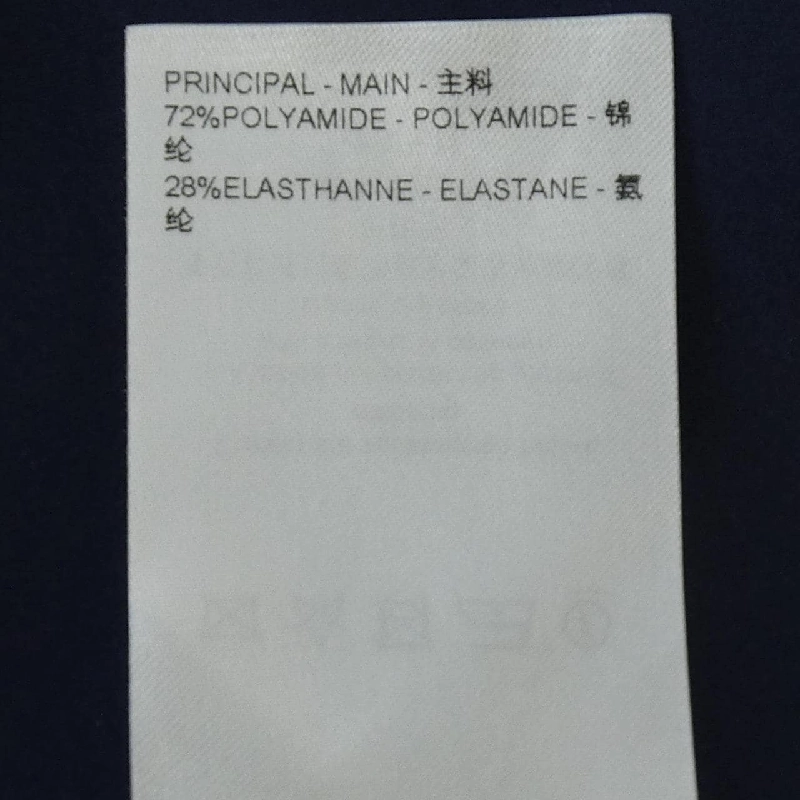 PRINCIPAL - MAIN - 主料
72%POLYAMIDE - POLYAMIDE - 锦
纶
28%ELASTHANNE - ELASTANE - 氨
纶